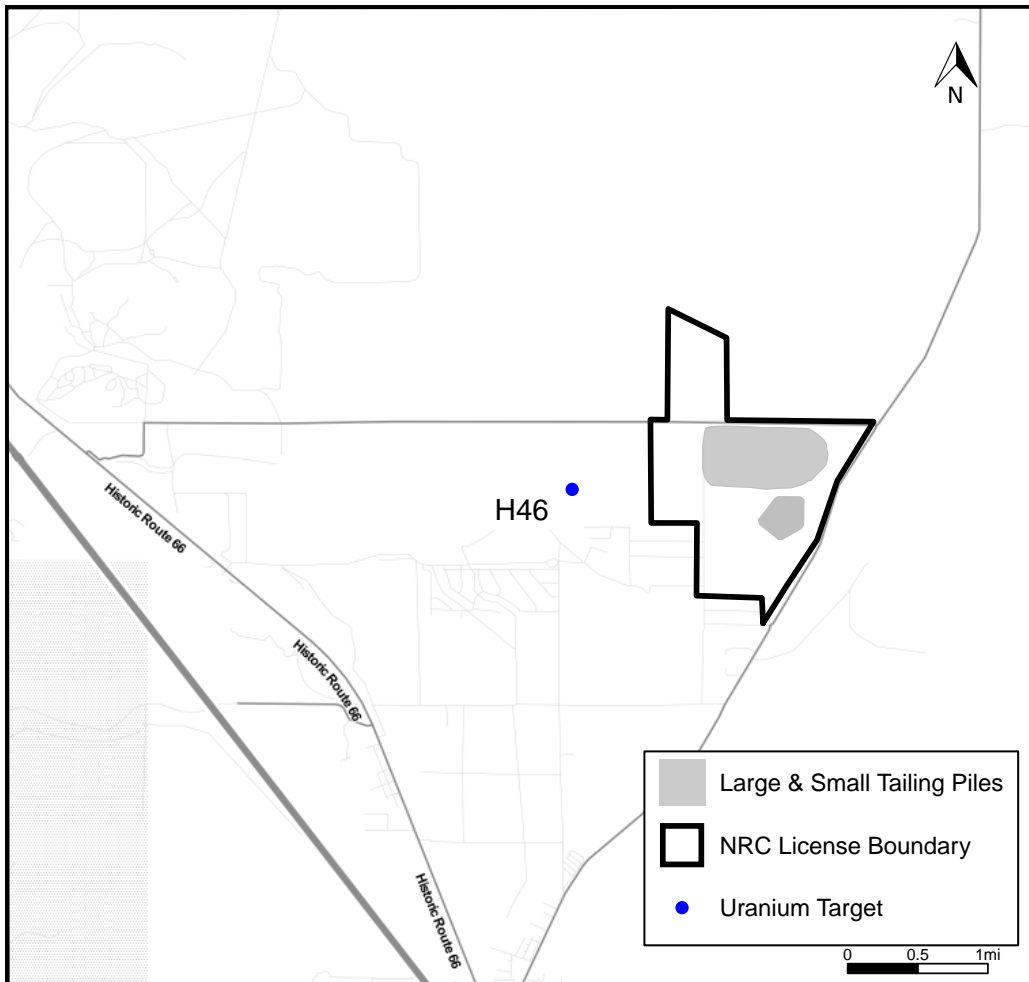 N
Historic Route 66
H46
Historic Route 66
Large & Small Tailing Piles
NRC License Boundary
Historic Route 66
Uranium Target
0 0.5 1mi